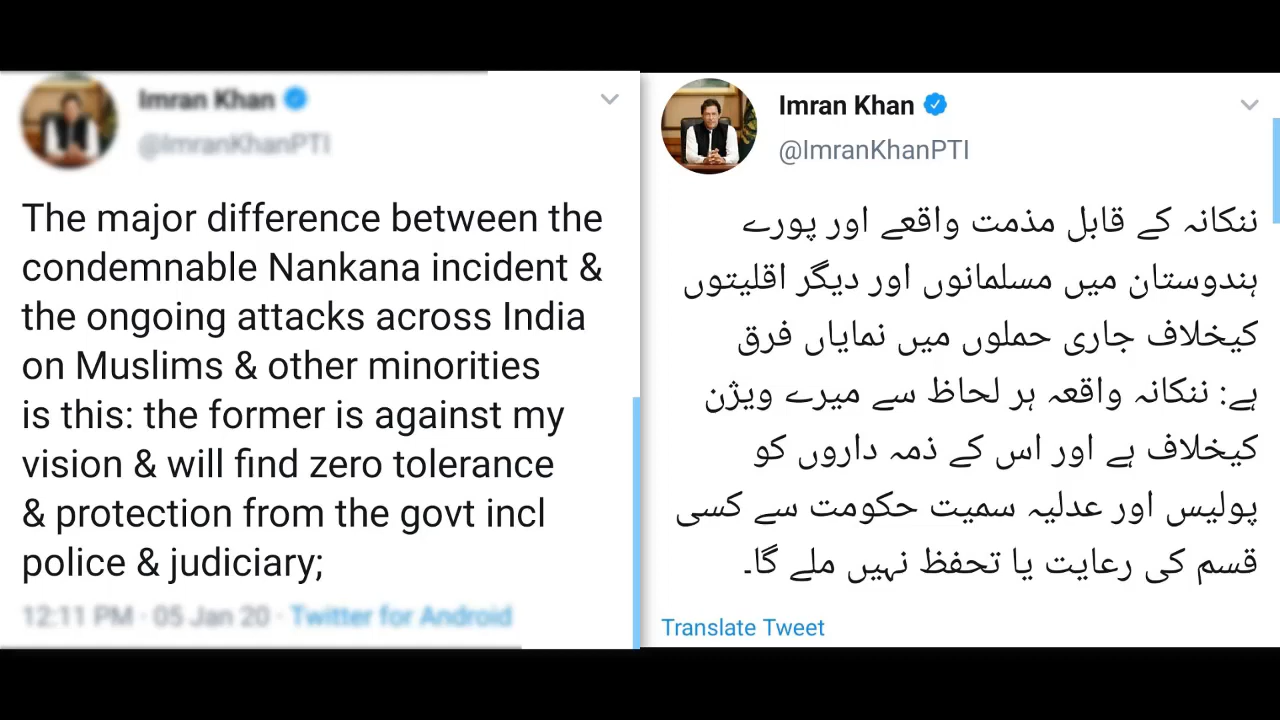 Imran Khan
@ImranKhanPTI
The major difference between the
condemnable Nankana incident &
the ongoing attacks across India
on Muslims & other minorities
is this: the former is against my
vision & will find zero tolerance
& protection from the govt incl
police & judiciary;
12:11 PM · 05 Jan 20 · Twitter for Android
Imran Khan
@ImranKhanPTI
ننکانہ کے قابل مذمت واقعے اور پورے
ہندوستان میں مسلمانوں اور دیگر اقلیتوں
کیخلاف جاری حملوں میں نمایاں فرق
ہے: ننکانہ واقعہ ہر لحاظ سے میرے ویژن
کیخلاف ہے اور اس کے ذمہ داروں کو
پولیس اور عدلیہ سمیت حکومت سے کسی
قسم کی رعایت یا تحفظ نہیں ملے گا۔
Translate Tweet